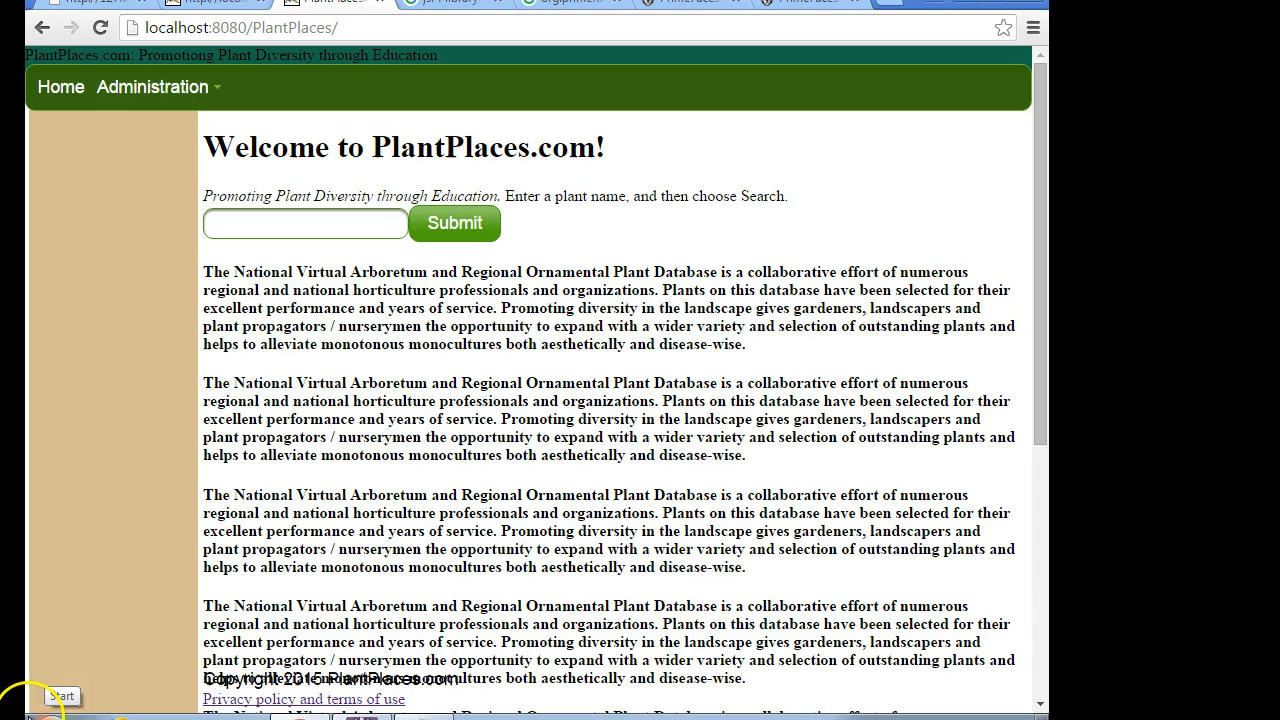 localhost:8080/PlantPlaces/
PlantPlaces.com: Promotiong Plant Diversity through Education
Home Administration
Welcome to PlantPlaces.com!
Promoting Plant Diversity through Education. Enter a plant name, and then choose Search.
Submit
The National Virtual Arboretum and Regional Ornamental Plant Database is a collaborative effort of numerous
regional and national horticulture professionals and organizations. Plants on this database have been selected for their
excellent performance and years of service. Promoting diversity in the landscape gives gardeners, landscapers and
plant propagators / nurserymen the opportunity to expand with a wider variety and selection of outstanding plants and
helps to alleviate monotonous monocultures both aesthetically and disease-wise.
The National Virtual Arboretum and Regional Ornamental Plant Database is a collaborative effort of numerous
regional and national horticulture professionals and organizations. Plants on this database have been selected for their
excellent performance and years of service. Promoting diversity in the landscape gives gardeners, landscapers and
plant propagators / nurserymen the opportunity to expand with a wider variety and selection of outstanding plants and
helps to alleviate monotonous monocultures both aesthetically and disease-wise.
The National Virtual Arboretum and Regional Ornamental Plant Database is a collaborative effort of numerous
regional and national horticulture professionals and organizations. Plants on this database have been selected for their
excellent performance and years of service. Promoting diversity in the landscape gives gardeners, landscapers and
plant propagators / nurserymen the opportunity to expand with a wider variety and selection of outstanding plants and
helps to alleviate monotonous monocultures both aesthetically and disease-wise.
The National Virtual Arboretum and Regional Ornamental Plant Database is a collaborative effort of numerous
regional and national horticulture professionals and organizations. Plants on this database have been selected for their
excellent performance and years of service. Promoting diversity in the landscape gives gardeners, landscapers and
plant propagators / nurserymen the opportunity to expand with a wider variety and selection of outstanding plants and
helps to alleviate monotonous monocultures both aesthetically and disease-wise.
Copyright 2015 PlantPlaces.com
Privacy policy and terms of use
Start